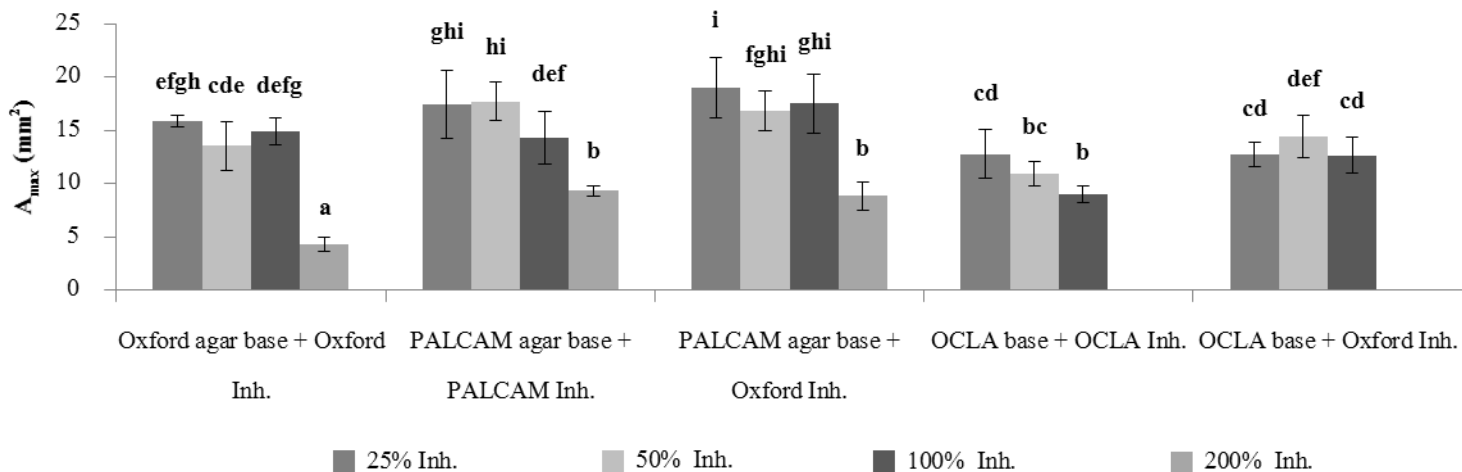 25
20
15
10
5
0
A_max (mm²)
efgh
cde
defg
a
ghi
hi
def
b
i
fghi
ghi
b
cd
bc
b
cd
def
cd
Oxford agar base + Oxford
Inh.
PALCAM agar base +
PALCAM Inh.
PALCAM agar base +
Oxford Inh.
OCLA base + OCLA Inh.
OCLA base + Oxford Inh.
25% Inh.
50% Inh.
100% Inh.
200% Inh.